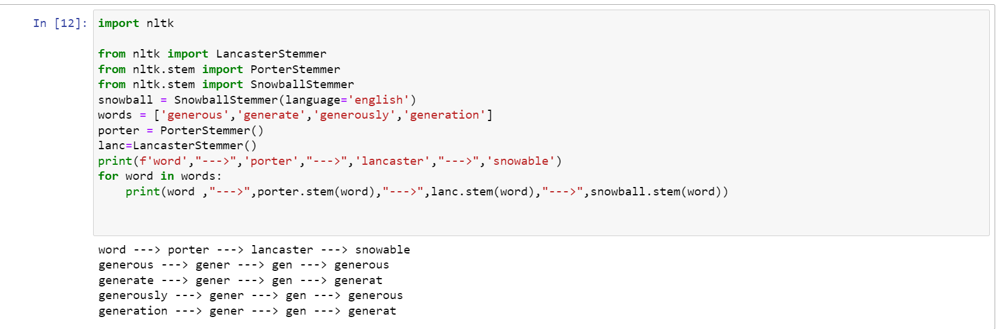 In [12]: import nltk
from nltk import LancasterStemmer
from nltk.stem import PorterStemmer
from nltk.stem import SnowballStemmer
snowball = SnowballStemmer(language='english')
words = ['generous','generate','generously','generation']
porter = PorterStemmer()
lanc=LancasterStemmer()
print(f'word',"--->",'porter',"--->",'lancaster',"--->",'snowable')
for word in words:
    print(word ,"--->",porter.stem(word),"--->",lanc.stem(word),"--->",snowball.stem(word))
word ---> porter ---> lancaster ---> snowable
generous ---> gener ---> gen ---> generous
generate ---> gener ---> gen ---> generat
generously ---> gener ---> gen ---> generous
generation ---> gener ---> gen ---> generat